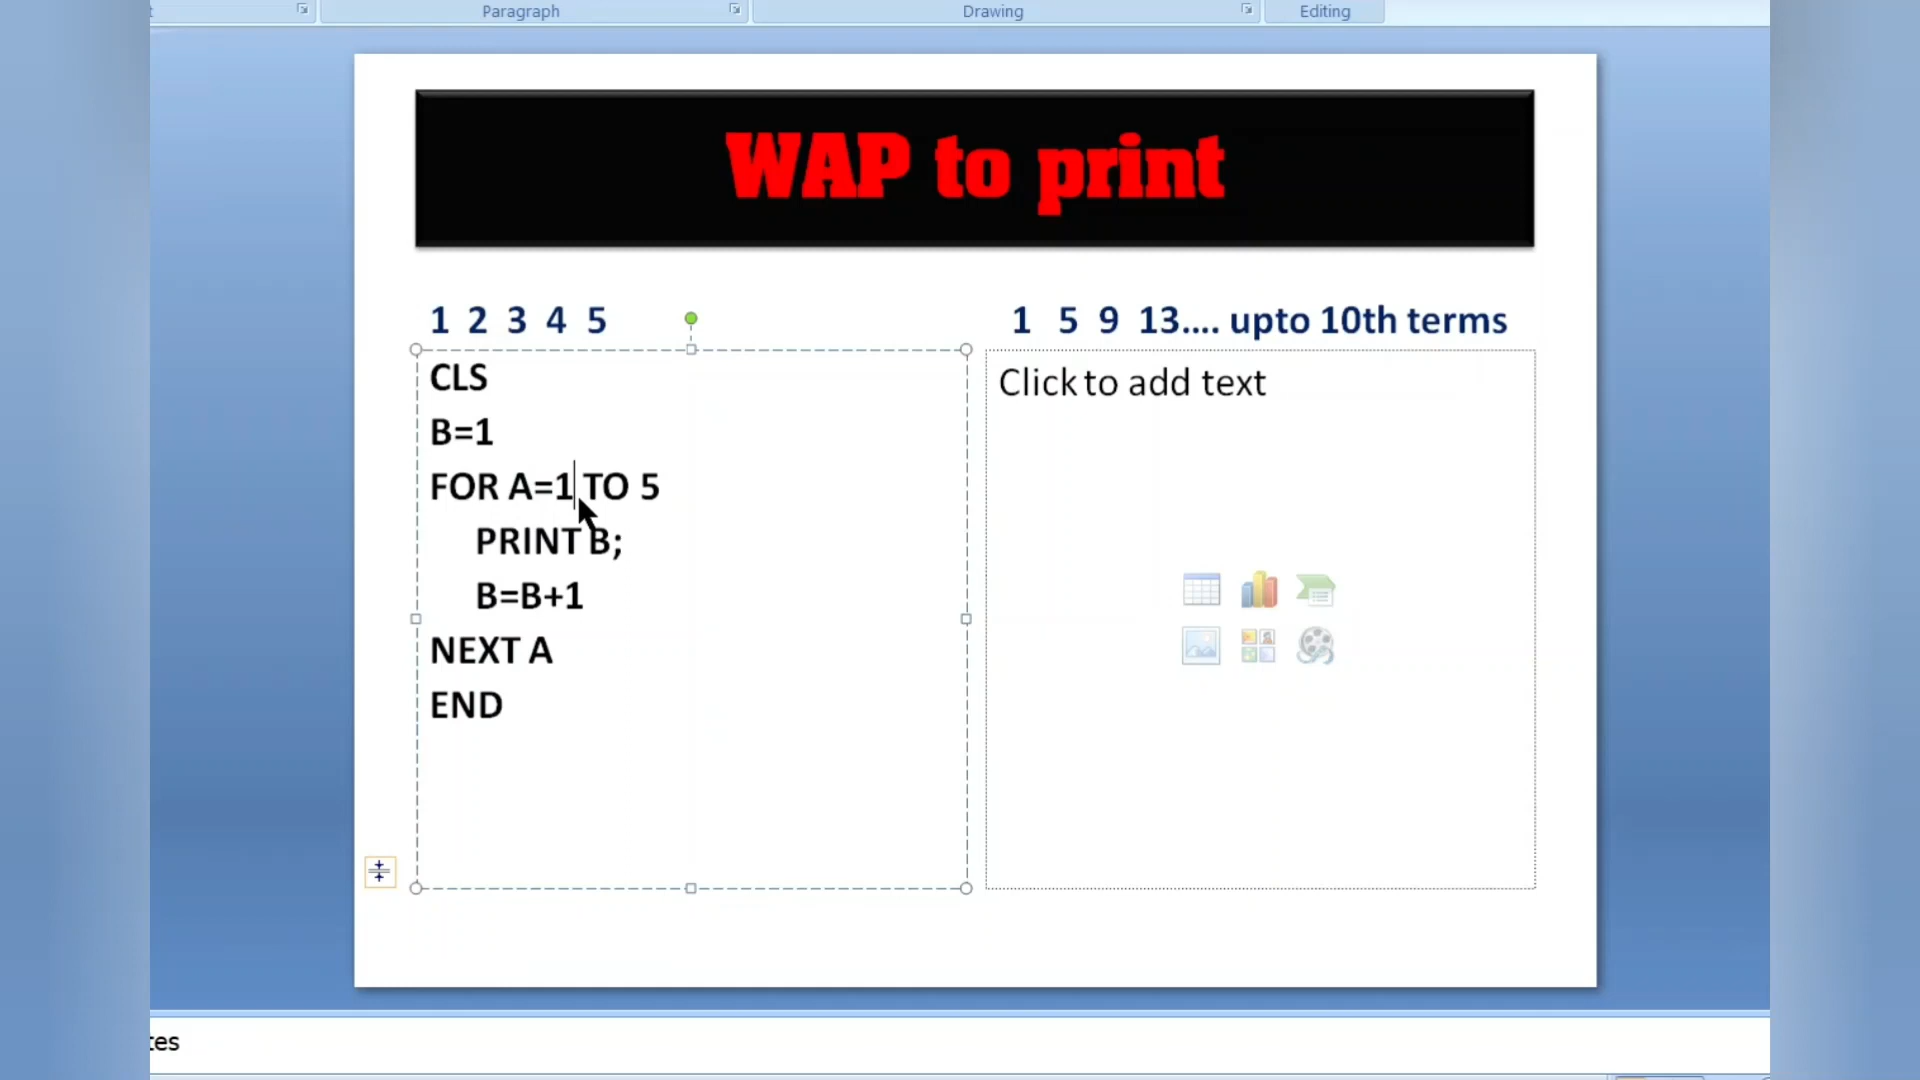 Paragraph
Drawing
Editing
WAP to print
1 2 3 4 5
1 5 9 13.... upto 10th terms
CLS
B=1
FOR A=1 TO 5
PRINT B;
B=B+1
NEXT A
END
Click to add text